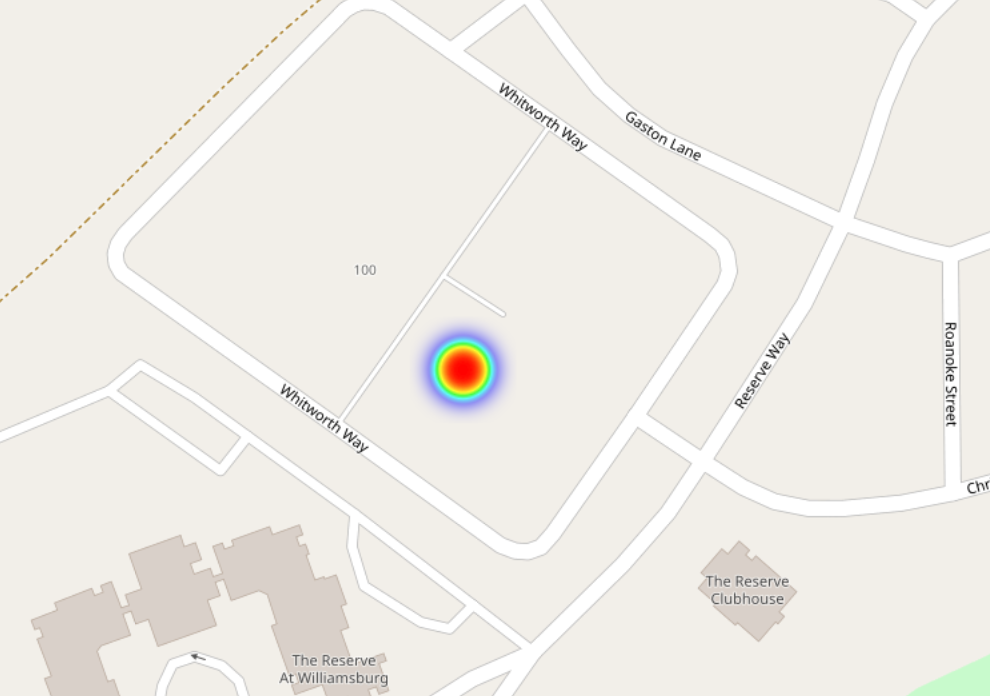 Whitworth Way
Gaston Lane
100
Reserve Way
Roanoke Street
Whitworth Way
Chr
The Reserve
Clubhouse
The Reserve
At Williamsburg